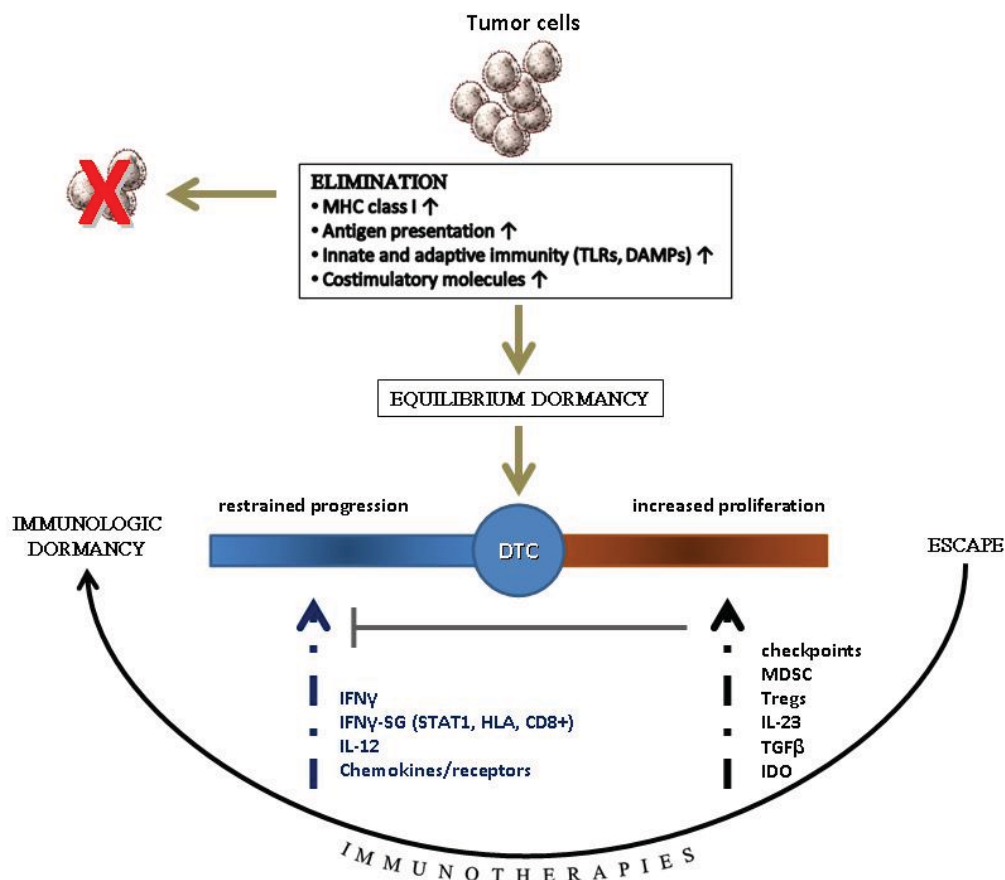 Tumor cells
X
ELIMINATION
• MHC class I ↑
• Antigen presentation ↑
• Innate and adaptive immunity (TLRs, DAMPs) ↑
• Costimulatory molecules ↑
EQUILIBRIUM DORMANCY
restrained progression
increased proliferation
IMMUNOLOGIC
DORMANCY
DTC
ESCAPE
IFNγ
IFNγ-SG (STAT1, HLA, CD8+)
IL-12
Chemokines/receptors
checkpoints
MDSC
Tregs
IL-23
TGFβ
IDO
IMMUNOTHERAPIES